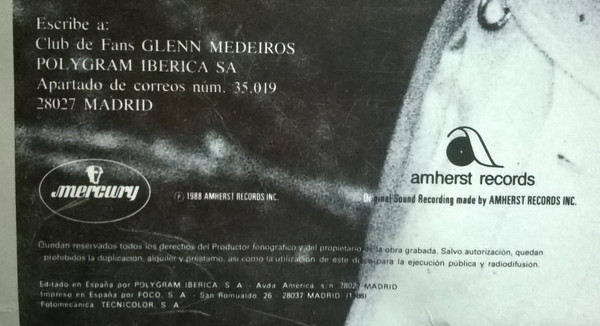 Escribe a:
Club de Fans GLENN MEDEIROS
POLYGRAM IBERICA SA
Apartado de correos núm. 35.019
28027 MADRID
amherst records
mercury
℗ 1988 AMHERST RECORDS INC.
Original Sound Recording made by AMHERST RECORDS INC.
Quedan reservados todos los derechos del Productor fonográfico y del propietario de la obra grabada. Salvo autorización, quedan
prohibidos la duplicación, alquiler y préstamo, así como la utilización de este disco para la ejecución pública y radiodifusión.
Editado en España por POLYGRAM IBERICA, S. A. - Avda. América, s/n. MADRID
Impreso en España por FOCO, S. A. - San Romualdo, 26 - 28037 MADRID
Fotomecánica: TECNICOLOR, S. A.